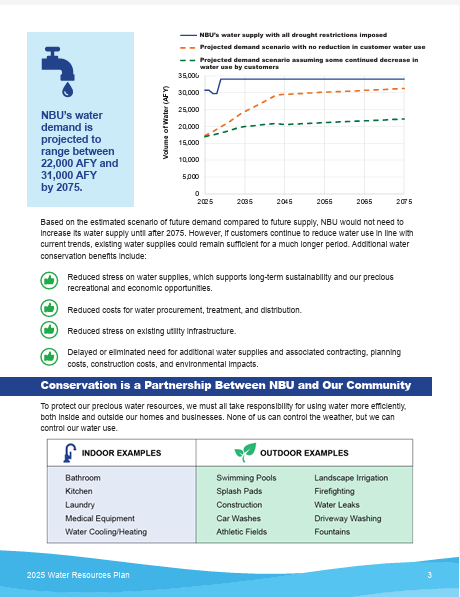 NBU's water
demand is
projected to
range between
22,000 AFY and
31,000 AFY
by 2075.
NBU's water supply with all drought restrictions imposed
Projected demand scenario with no reduction in customer water use
Projected demand scenario assuming some continued decrease in
water use by customers
Volume of Water (AFY)
35,000
30,000
25,000
20,000
15,000
10,000
5,000
0
2025 2035 2045 2055 2065 2075
Based on the estimated scenario of future demand compared to future supply, NBU would not need to
increase its water supply until after 2075. However, if customers continue to reduce water use in line with
current trends, existing water supplies could remain sufficient for a much longer period. Additional water
conservation benefits include:
Reduced stress on water supplies, which supports long-term sustainability and our precious
recreational and economic opportunities.
Reduced costs for water procurement, treatment, and distribution.
Reduced stress on existing utility infrastructure.
Delayed or eliminated need for additional water supplies and associated contracting, planning
costs, construction costs, and environmental impacts.
Conservation is a Partnership Between NBU and Our Community
To protect our precious water resources, we must all take responsibility for using water more efficiently,
both inside and outside our homes and businesses. None of us can control the weather, but we can
control our water use.
INDOOR EXAMPLES
Bathroom
Kitchen
Laundry
Medical Equipment
Water Cooling/Heating
OUTDOOR EXAMPLES
Swimming Pools
Splash Pads
Construction
Car Washes
Athletic Fields
Landscape Irrigation
Firefighting
Water Leaks
Driveway Washing
Fountains
2025 Water Resources Plan
3